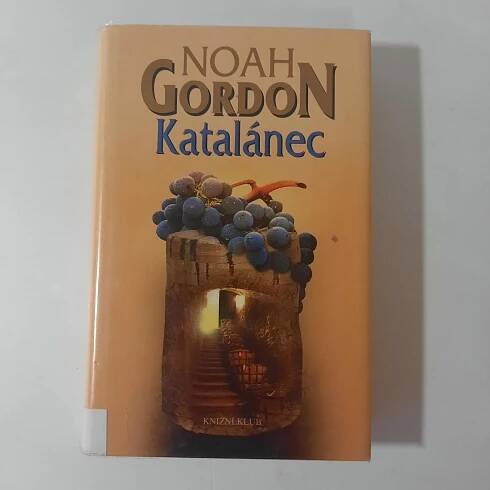 NOAH
GORDON
Katalánec
KNIŽNÍ KLUB